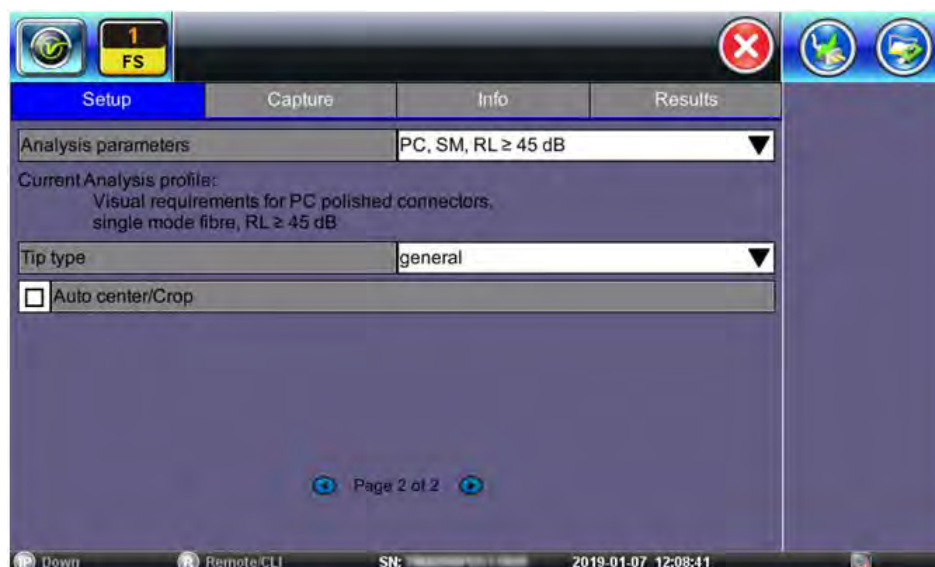 1
FS
Setup
Capture
Info
Results
Analysis parameters
PC, SM, RL ≥ 45 dB
Current Analysis profile:
Visual requirements for PC polished connectors,
single mode fibre, RL ≥ 45 dB
Tip type
general
Auto center/Crop
Page 2 of 2
IP Down
R Remote/CLI
SN:
2019-01-07 12:08:41